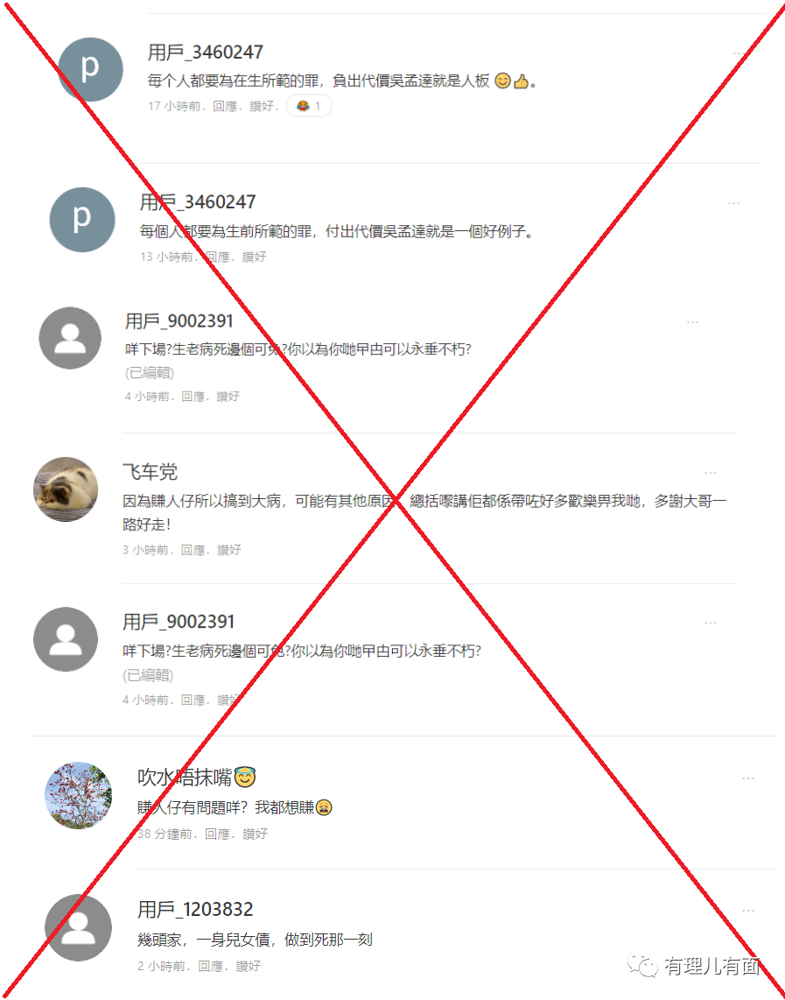 p
用戶_3460247
...
每个人都要為在生所範的罪，負出代價吳孟達就是人板 😊👍。
17 小時前．回應．讚好． 1
p
用戶_3460247
...
每個人都要為生前所範的罪，付出代價吳孟達就是一個好例子。
13 小時前．回應．讚好
用戶_9002391
...
咩下場?生老病死邊個可免?你以為你哋曱甴可以永垂不朽?
(已編輯)
4 小時前．回應．讚好
飞车党
...
因為賺人仔所以搞到大病，可能有其他原因，總括嚟講佢都係帶咗好多歡樂畀我哋，多謝大哥一
路好走！
3 小時前．回應．讚好
用戶_9002391
...
咩下場?生老病死邊個可免?你以為你哋曱甴可以永垂不朽?
(已編輯)
4 小時前．回應．讚好
吹水唔抹嘴😇
...
賺人仔有問題咩？我都想賺😩
38 分鐘前．回應．讚好
用戶_1203832
...
幾頭家，一身兒女債，做到死那一刻
2 小時前．回應．讚好
有理儿有面